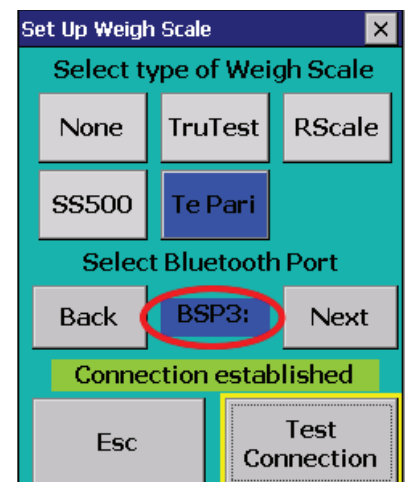 Set Up Weigh Scale
Select type of Weigh Scale
None TruTest RScale
SS500 Te Pari
Select Bluetooth Port
Back BSP3: Next
Connection established
Esc Test Connection